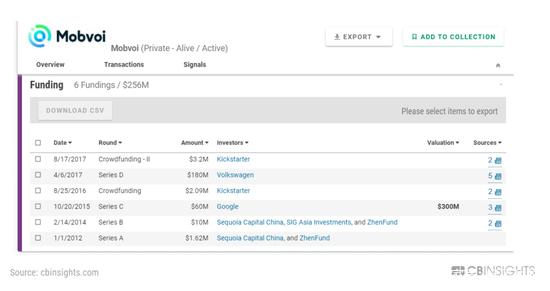 Mobvoi
Mobvoi (Private - Alive / Active)
EXPORT
ADD TO COLLECTION
Overview
Transactions
Signals
Funding 6 Fundings / $256M
DOWNLOAD CSV
Please select items to export
Date Round Amount Investors Valuation Sources
8/17/2017 Crowdfunding - II $3.2M Kickstarter 2
4/6/2017 Series D $180M Volkswagen 5
8/25/2016 Crowdfunding $2.09M Kickstarter 2
10/20/2015 Series C $60M Google $300M 3
2/14/2014 Series B $10M Sequoia Capital China, SIG Asia Investments, and ZhenFund 2
1/1/2012 Series A $1.62M Sequoia Capital China, and ZhenFund
Source: cbinsights.com
CBINSIGHTS